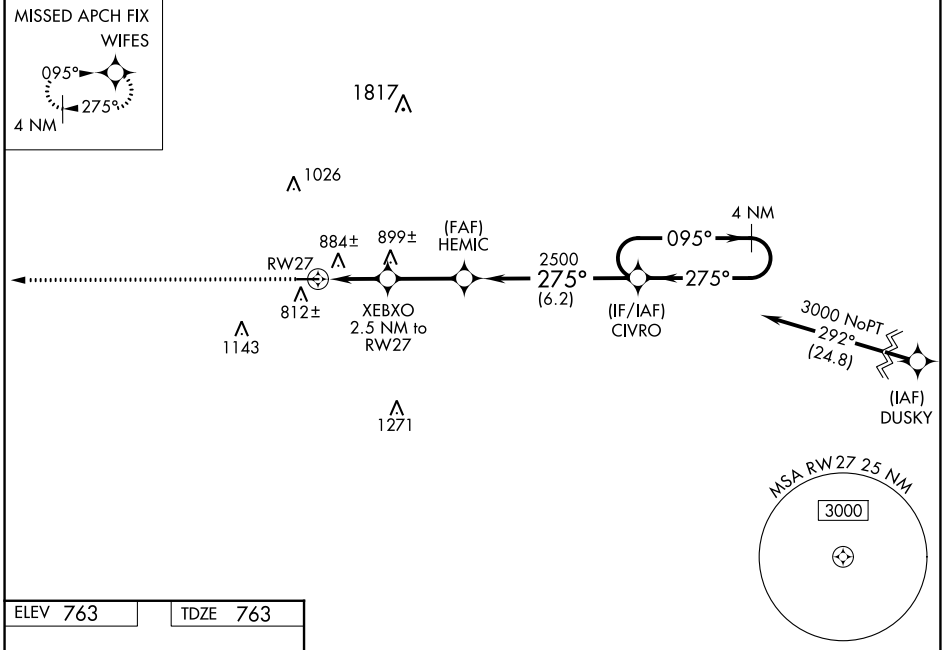 MISSED APCH FIX
WIFES
095°
275°
4 NM
1817
1026
884±
899±
(FAF)
HEMIC
2500
275°
(6.2)
4 NM
095°
275°
RW27
812±
XEBXO
2.5 NM to
RW27
(IF/IAF)
CIVRO
3000 NoPT
292°
(24.8)
1143
(IAF)
DUSKY
1271
MSA RW27 25 NM
3000
ELEV 763
TDZE 763